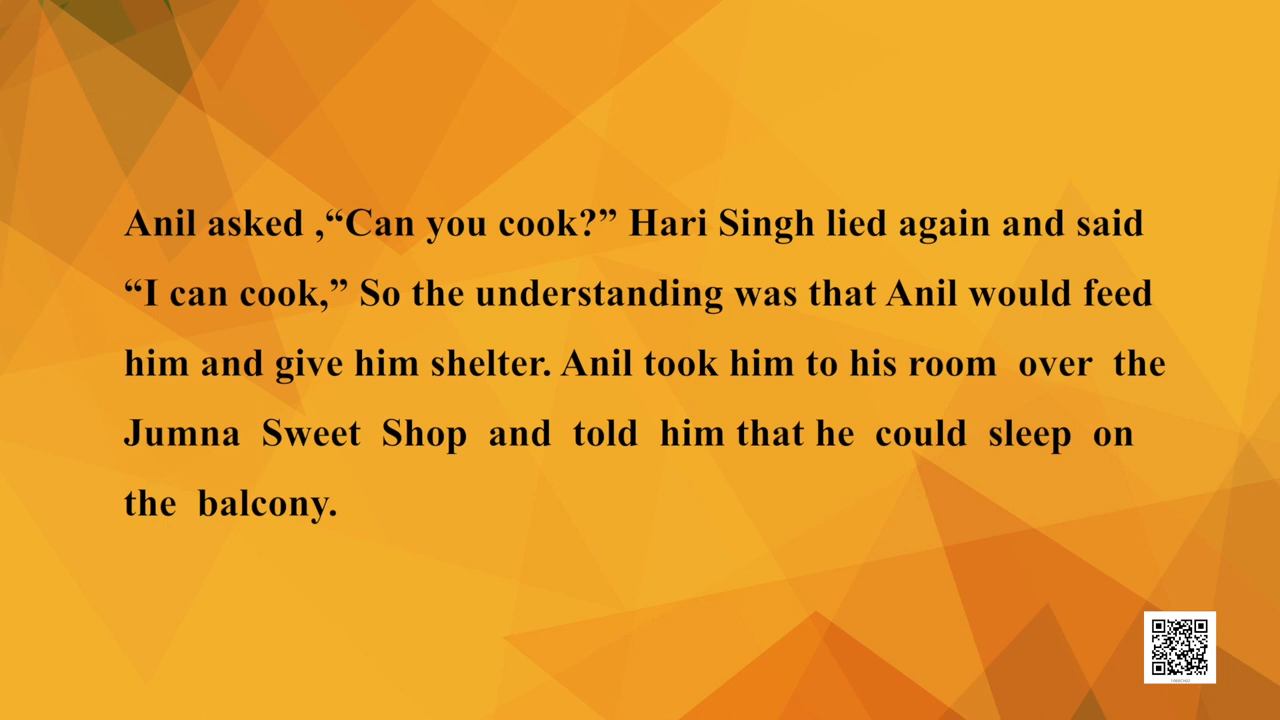 Anil asked ,“Can you cook?” Hari Singh lied again and said
“I can cook,” So the understanding was that Anil would feed
him and give him shelter. Anil took him to his room over the
Jumna Sweet Shop and told him that he could sleep on
the balcony.